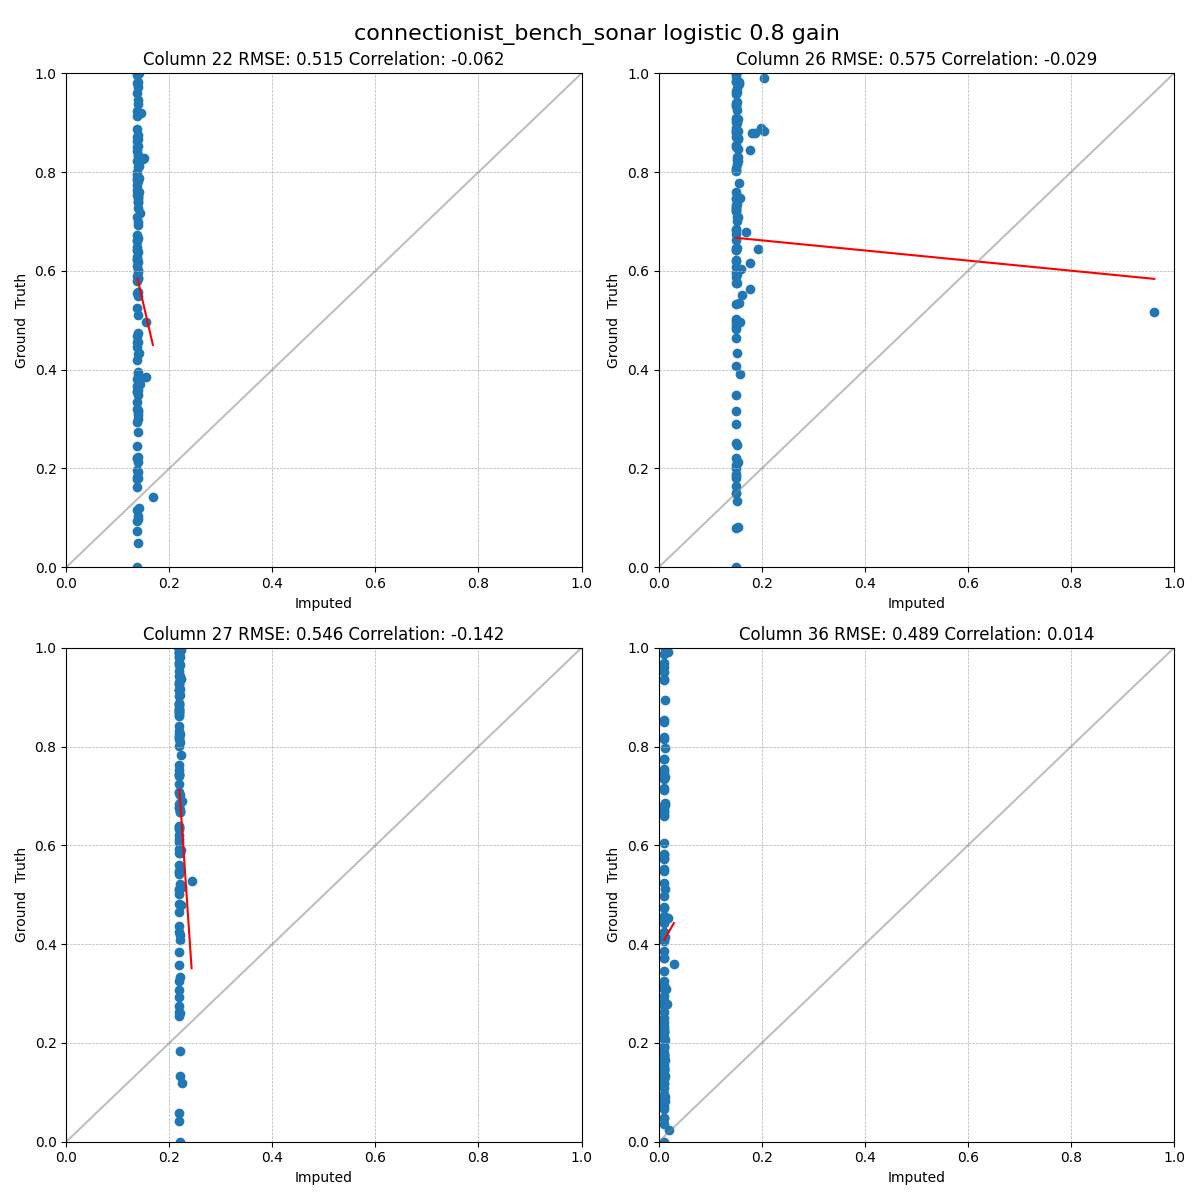 connectionist_bench_sonar logistic 0.8 gain
Column 22 RMSE: 0.515 Correlation: -0.062
1.0
0.8
0.6
0.4
0.2
0.0
Ground Truth
0.0 0.2 0.4 0.6 0.8 1.0
Imputed
Column 26 RMSE: 0.575 Correlation: -0.029
1.0
0.8
0.6
0.4
0.2
0.0
Ground Truth
0.0 0.2 0.4 0.6 0.8 1.0
Imputed
Column 27 RMSE: 0.546 Correlation: -0.142
1.0
0.8
0.6
0.4
0.2
0.0
Ground Truth
0.0 0.2 0.4 0.6 0.8 1.0
Imputed
Column 36 RMSE: 0.489 Correlation: 0.014
1.0
0.8
0.6
0.4
0.2
0.0
Ground Truth
0.0 0.2 0.4 0.6 0.8 1.0
Imputed